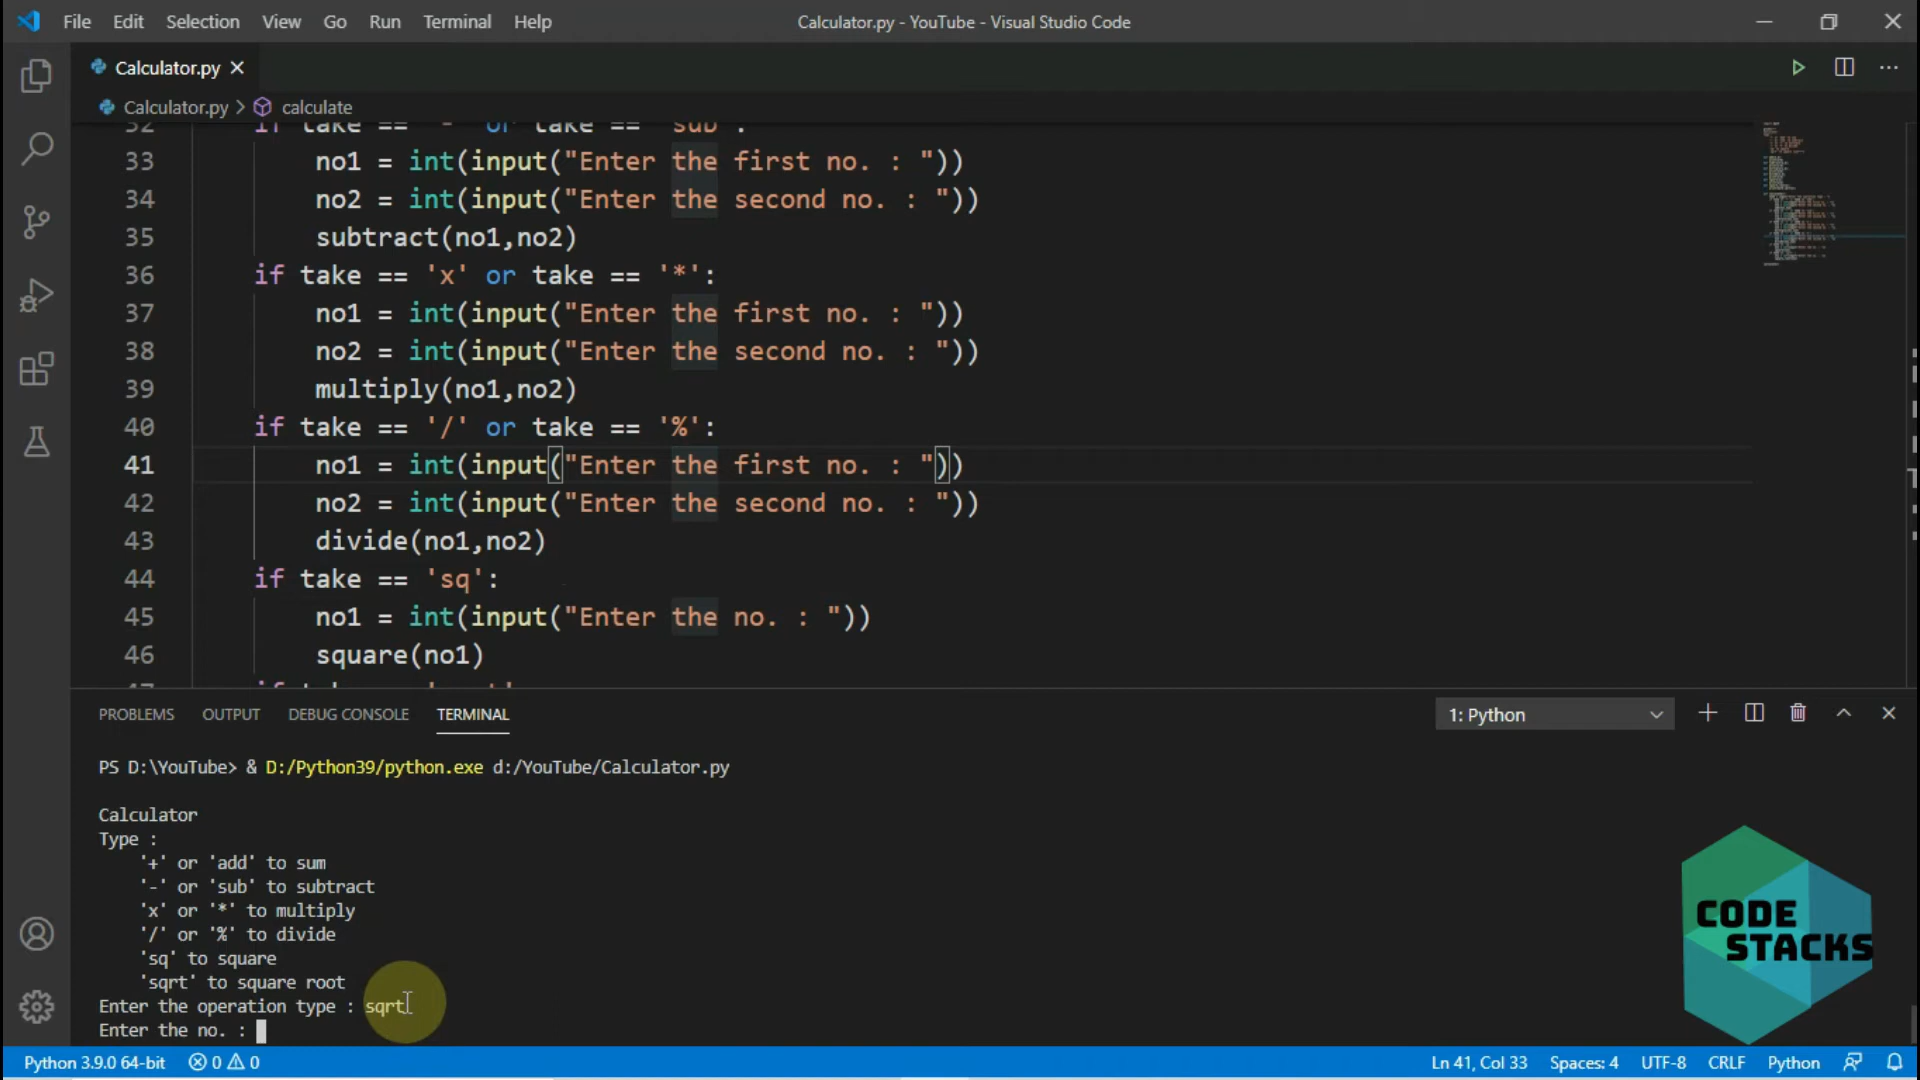 File Edit Selection View Go Run Terminal Help
Calculator.py - YouTube - Visual Studio Code
Calculator.py
Calculator.py > calculate
32 if take == '-' or take == 'sub':
33 no1 = int(input("Enter the first no. : "))
34 no2 = int(input("Enter the second no. : "))
35 subtract(no1,no2)
36 if take == 'x' or take == '*':
37 no1 = int(input("Enter the first no. : "))
38 no2 = int(input("Enter the second no. : "))
39 multiply(no1,no2)
40 if take == '/' or take == '%':
41 no1 = int(input("Enter the first no. : "))
42 no2 = int(input("Enter the second no. : "))
43 divide(no1,no2)
44 if take == 'sq':
45 no1 = int(input("Enter the no. : "))
46 square(no1)
PROBLEMS OUTPUT DEBUG CONSOLE TERMINAL
1: Python
PS D:\YouTube> & D:/Python39/python.exe d:/YouTube/Calculator.py
Calculator
Type :
'+' or 'add' to sum
'-' or 'sub' to subtract
'x' or '*' to multiply
'/' or '%' to divide
'sq' to square
'sqrt' to square root
Enter the operation type : sqrt
Enter the no. :
CODE
STACKS
Python 3.9.0 64-bit 0 0
Ln 41, Col 33 Spaces: 4 UTF-8 CRLF Python